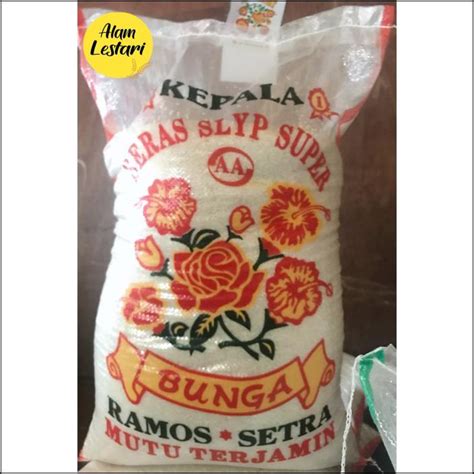 Alam
Lestari
KEPALA
1
BERAS SLYP SUPER
AA
BUNGA
RAMOS * SETRA
MUTU TERJAMIN